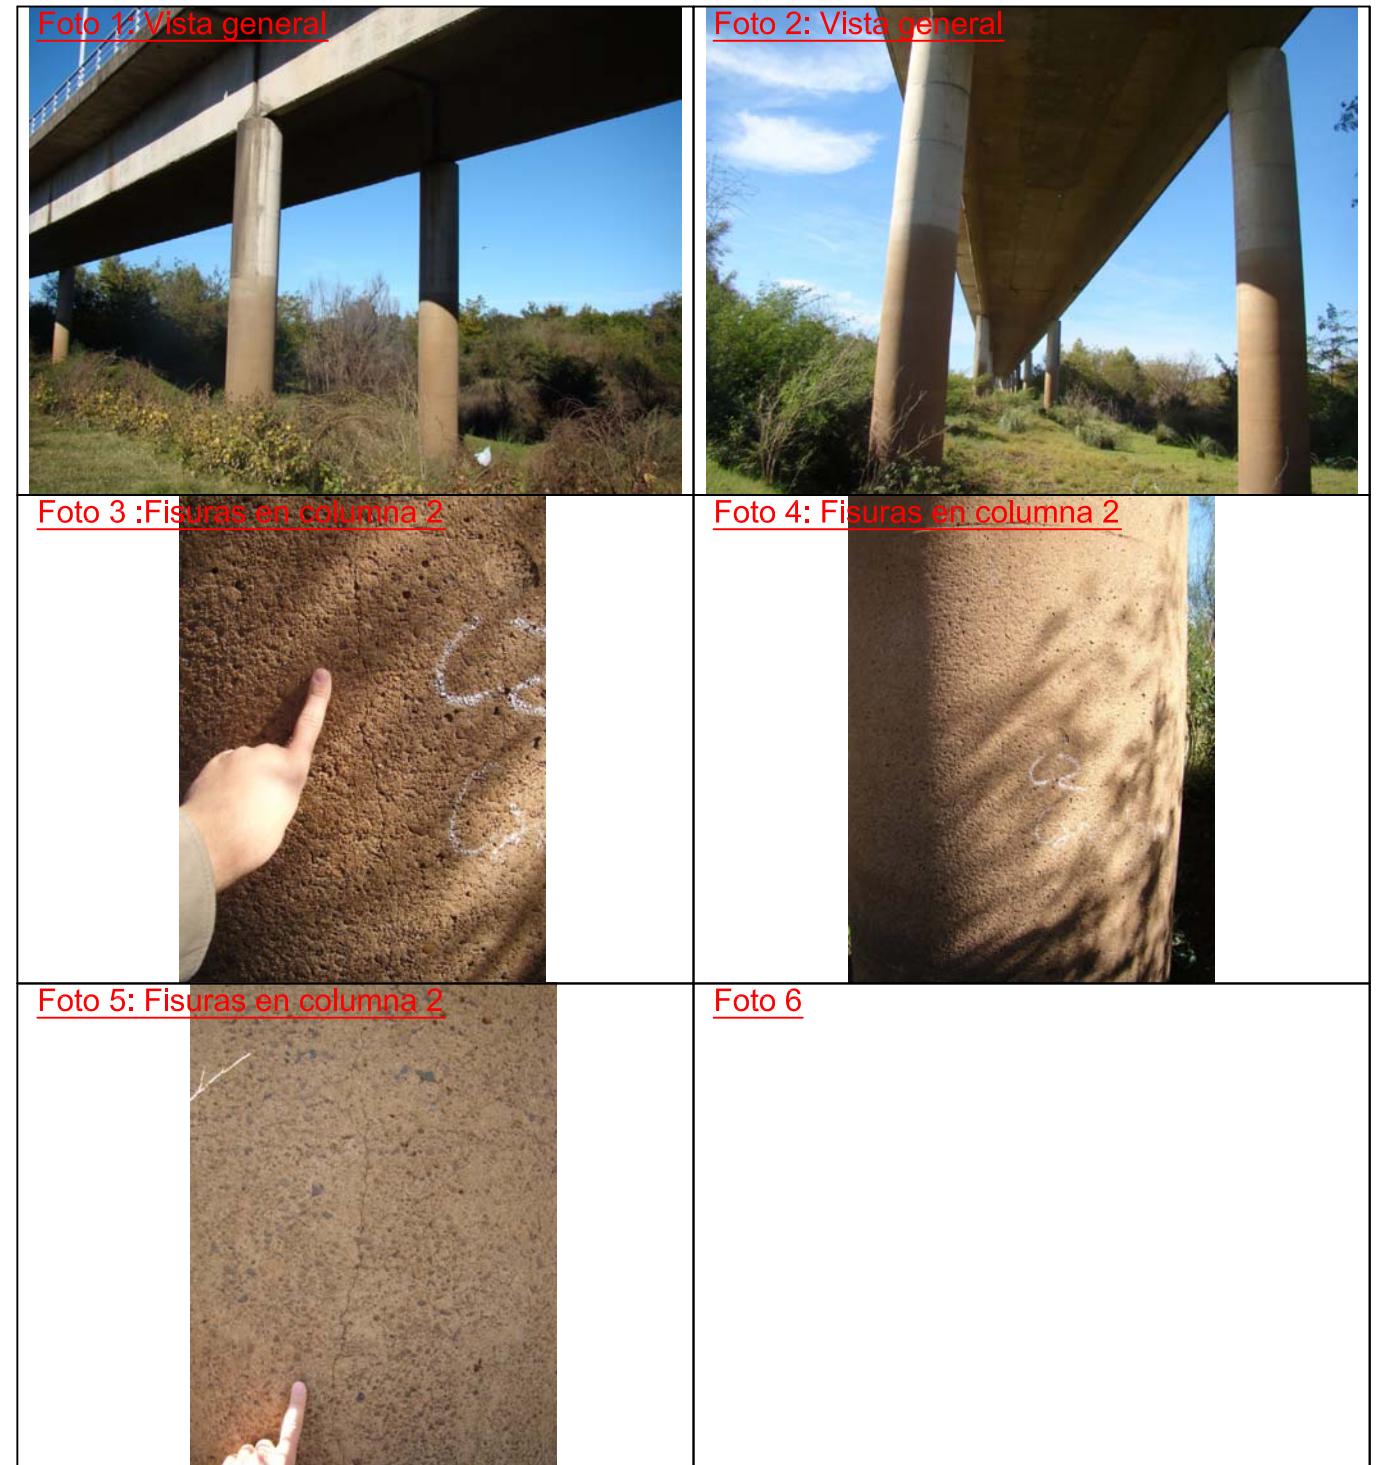 Foto 1: Vista general
Foto 2: Vista general
Foto 3 :Fisuras en columna 2
Foto 4: Fisuras en columna 2
C2
Foto 5: Fisuras en columna 2
Foto 6